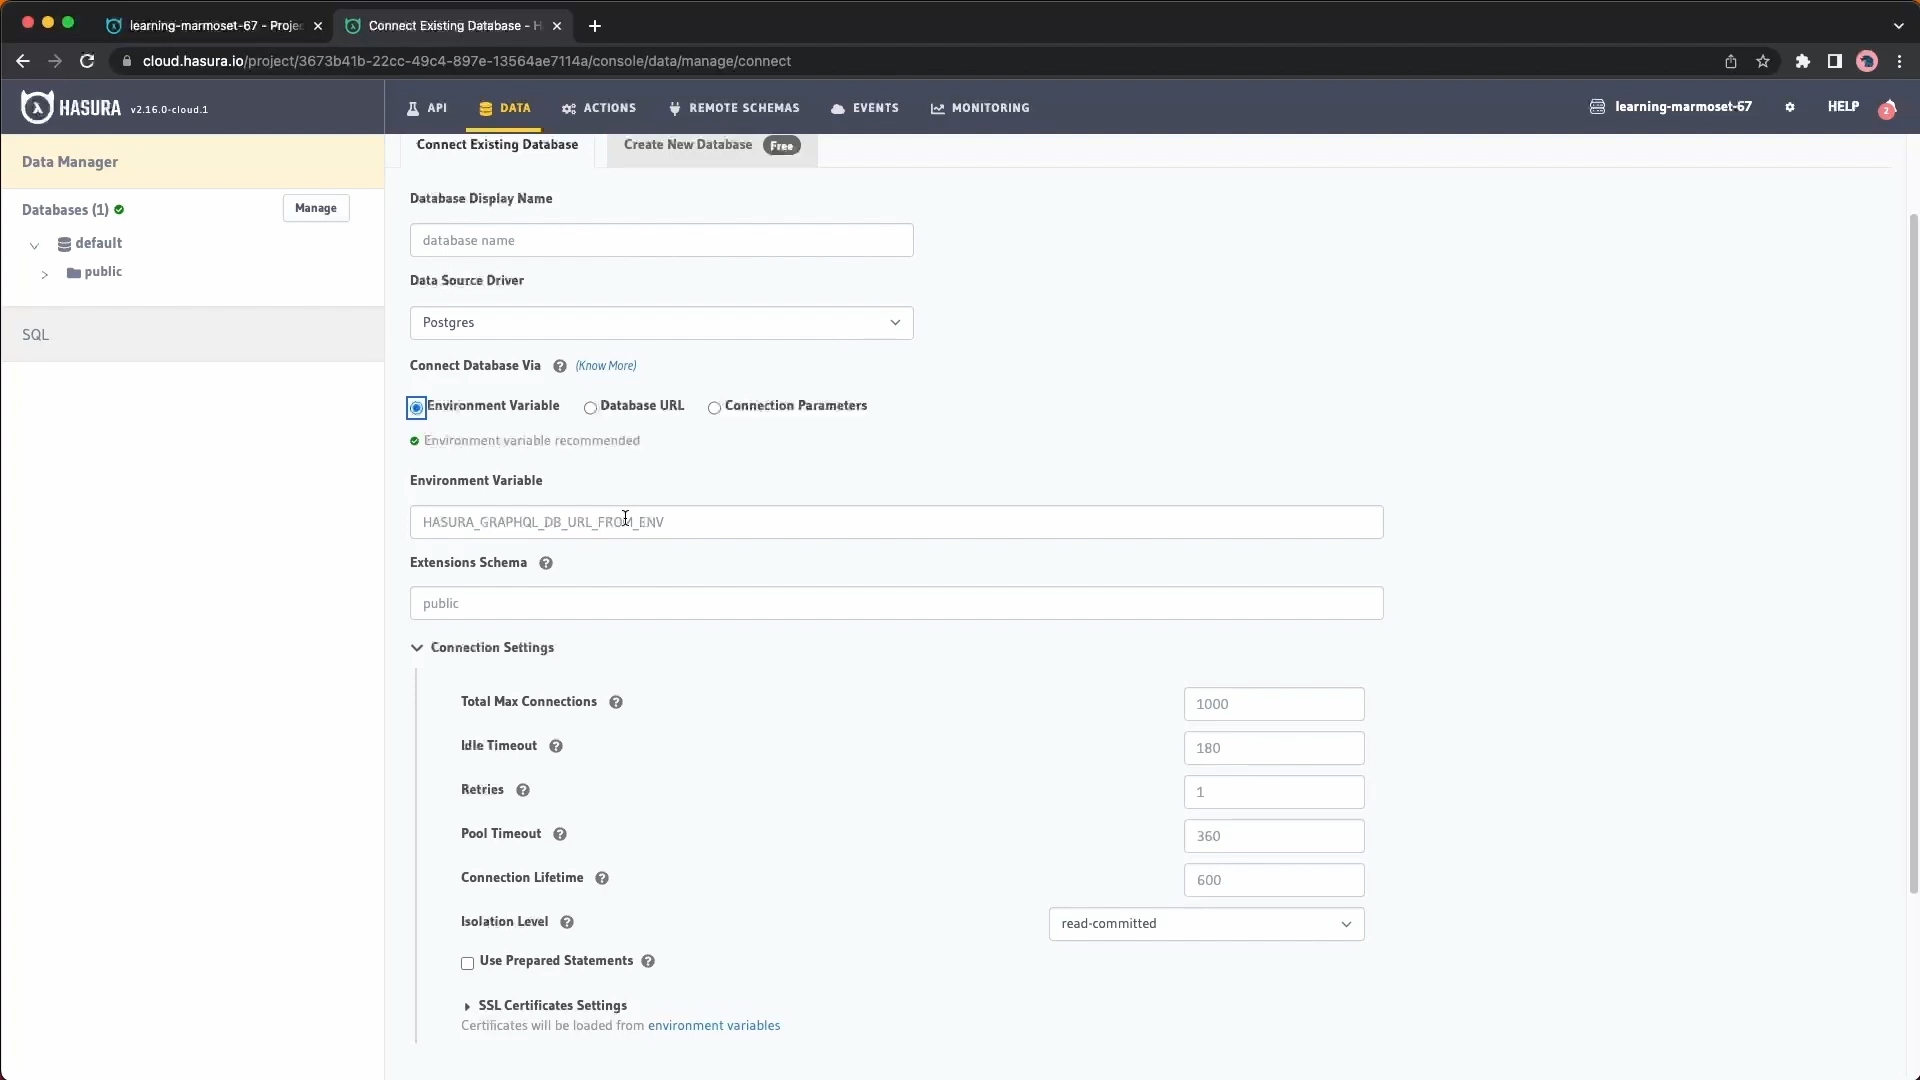 learning-marmoset-67 - Projec
Connect Existing Database - H
cloud.hasura.io/project/3673b41b-22cc-49c4-897e-13564ae7114a/console/data/manage/connect
HASURA v2.16.0-cloud.1
API
DATA
ACTIONS
REMOTE SCHEMAS
EVENTS
MONITORING
learning-marmoset-67
HELP
2
Data Manager
Databases (1)
Manage
default
public
SQL
Connect Existing Database
Create New Database Free
Database Display Name
database name
Data Source Driver
Postgres
Connect Database Via (Know More)
Environment Variable
Database URL
Connection Parameters
Environment variable recommended
Environment Variable
HASURA_GRAPHQL_DB_URL_FROM_ENV
Extensions Schema
public
Connection Settings
Total Max Connections
1000
Idle Timeout
180
Retries
1
Pool Timeout
360
Connection Lifetime
600
Isolation Level
read-committed
Use Prepared Statements
SSL Certificates Settings
Certificates will be loaded from environment variables